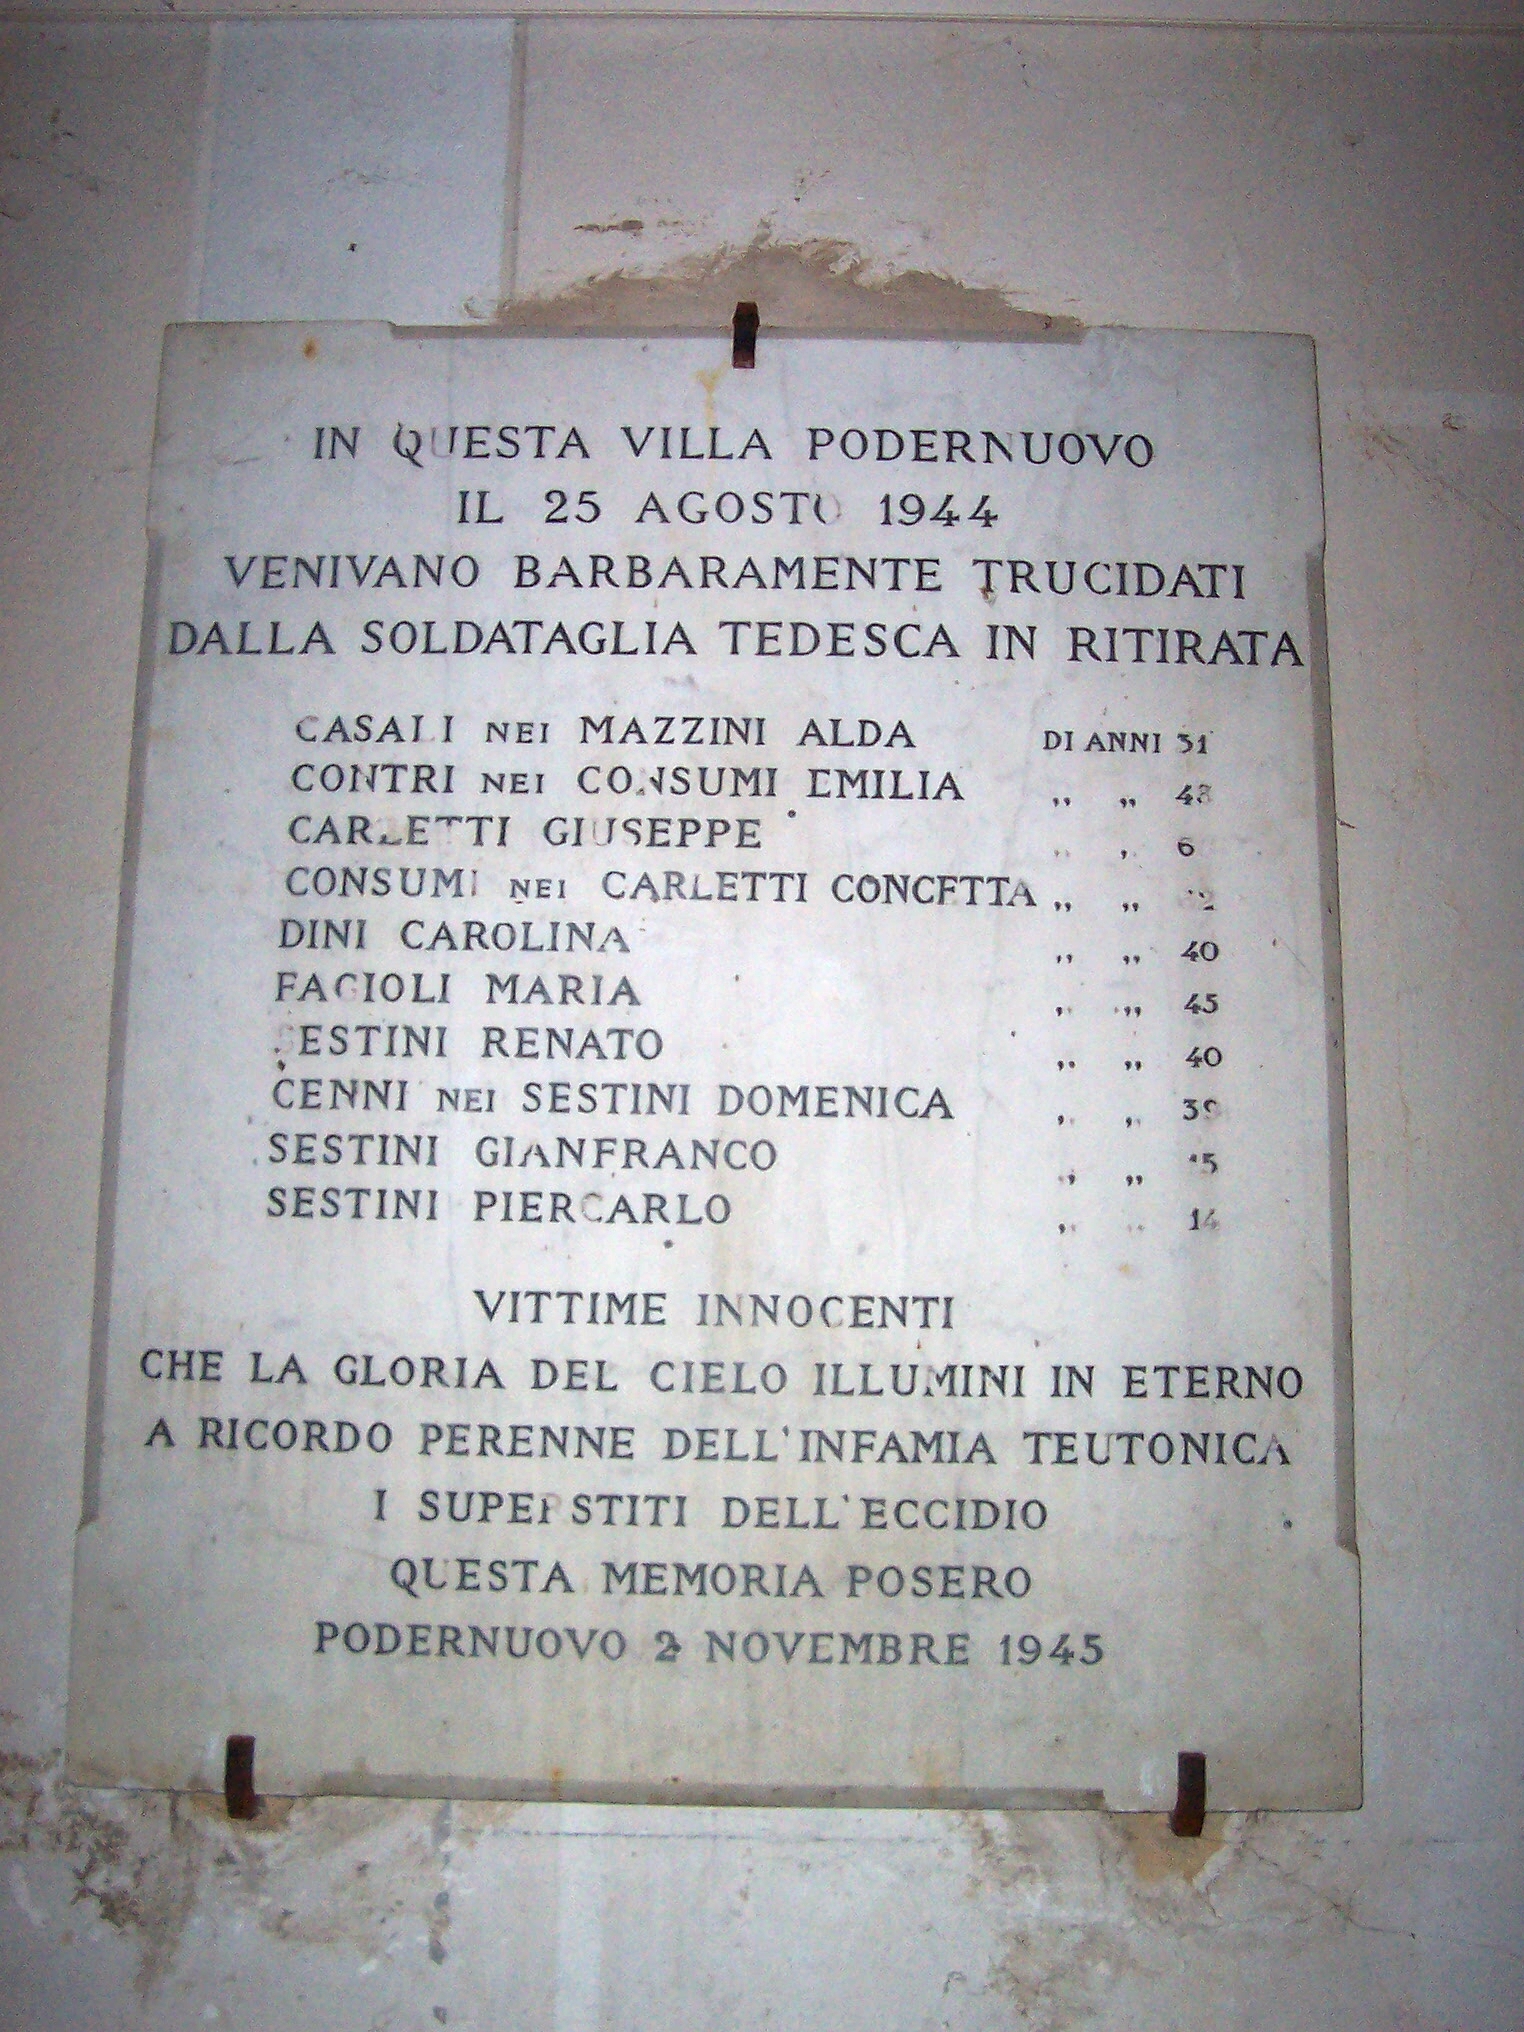 IN QUESTA VILLA PODERNUOVO
IL 25 AGOSTO 1944
VENIVANO BARBARAMENTE TRUCIDATI
DALLA SOLDATAGLIA TEDESCA IN RITIRATA
CASALI NEI MAZZINI ALDA DI ANNI 31
CONTRI NEI CONSUMI EMILIA ,, ,, 48
CARLETTI GIUSEPPE ,, ,, 6
CONSUMI NEI CARLETTI CONCETTA ,, ,,
DINI CAROLINA ,, ,, 40
FAGIOLI MARIA ,, ,, 45
SESTINI RENATO ,, ,, 40
CENNI NEI SESTINI DOMENICA ,, ,, 39
SESTINI GIANFRANCO ,, ,, 15
SESTINI PIERCARLO ,, ,, 14
VITTIME INNOCENTI
CHE LA GLORIA DEL CIELO ILLUMINI IN ETERNO
A RICORDO PERENNE DELL'INFAMIA TEUTONICA
I SUPERSTITI DELL'ECCIDIO
QUESTA MEMORIA POSERO
PODERNUOVO 2 NOVEMBRE 1945